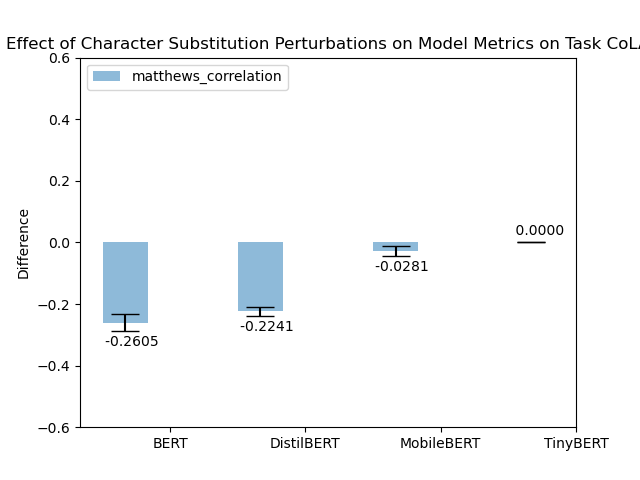 Effect of Character Substitution Perturbations on Model Metrics on Task CoLA
matthews_correlation
0.6
0.4
0.2
0.0
−0.2
−0.4
−0.6
Difference
-0.2605
-0.2241
-0.0281
0.0000
BERT
DistilBERT
MobileBERT
TinyBERT